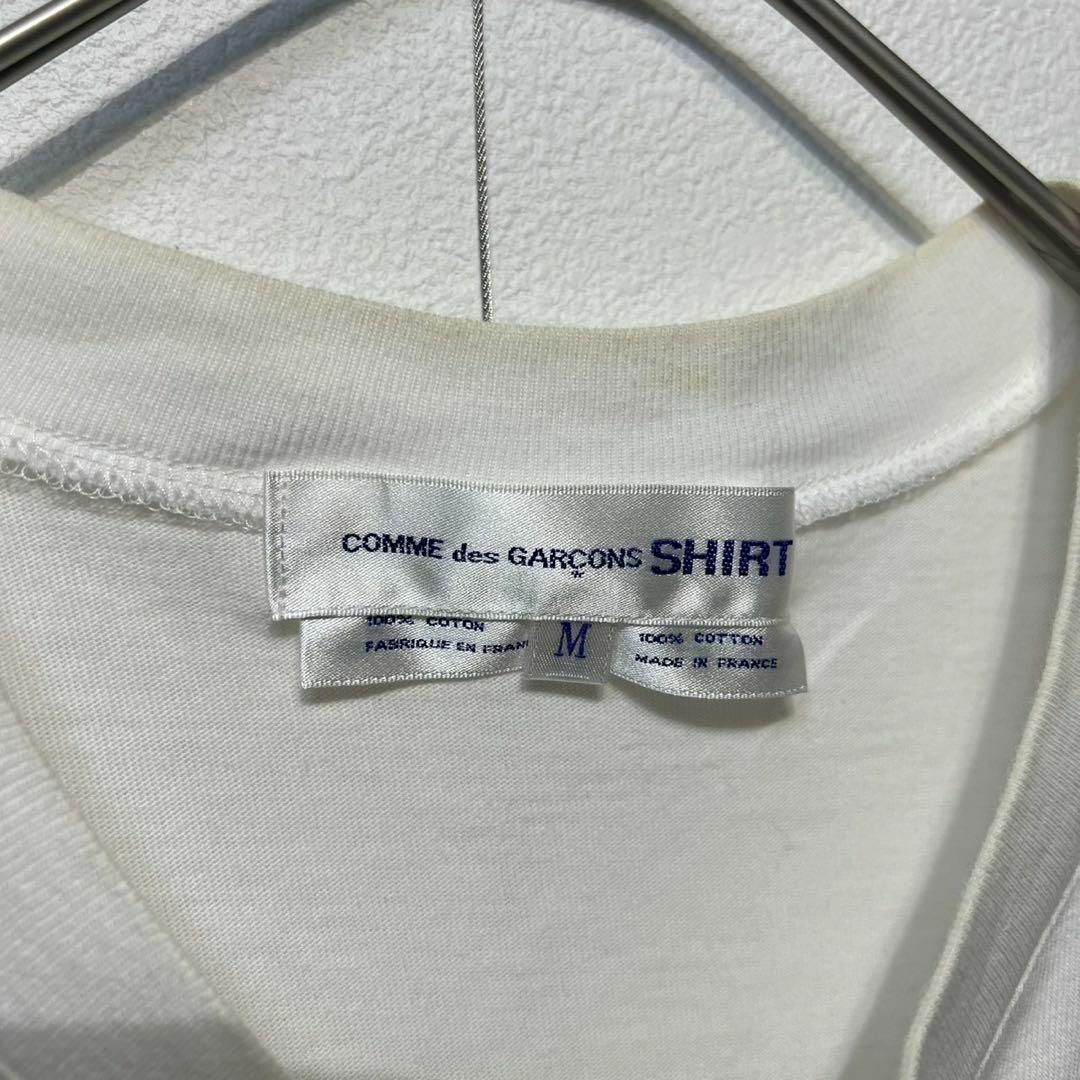 COMME des GARÇONS SHIRT
*
100% COTON
FABRIQUE EN FRAN
M
100% COTTON
MADE IN FRANCE